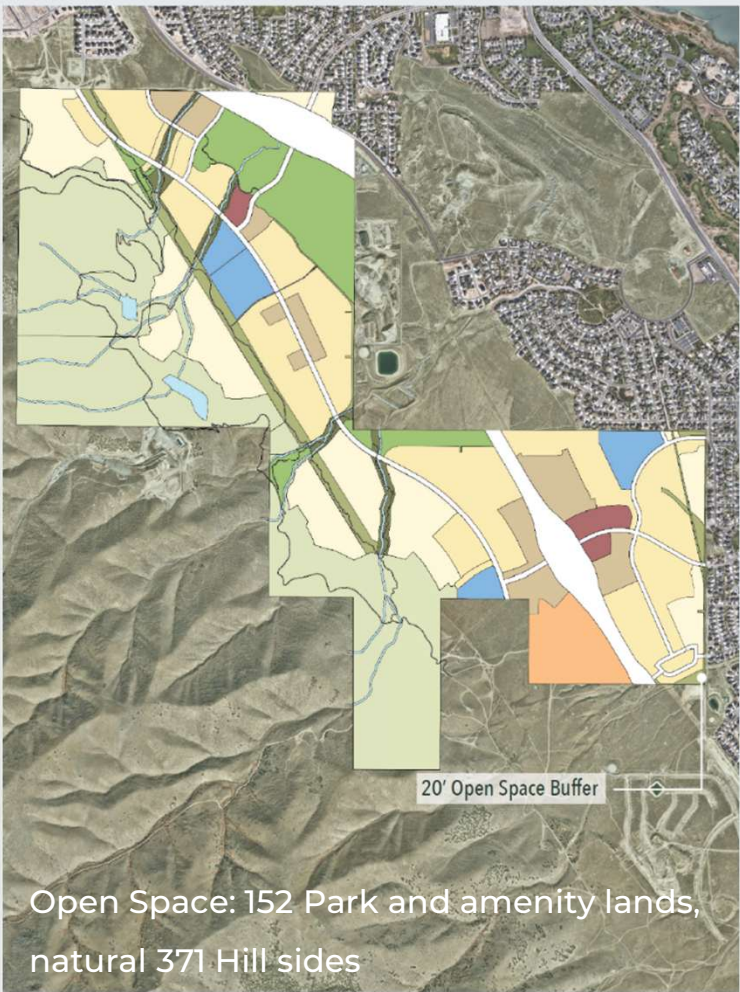 20' Open Space Buffer
Open Space: 152 Park and amenity lands,
natural 371 Hill sides